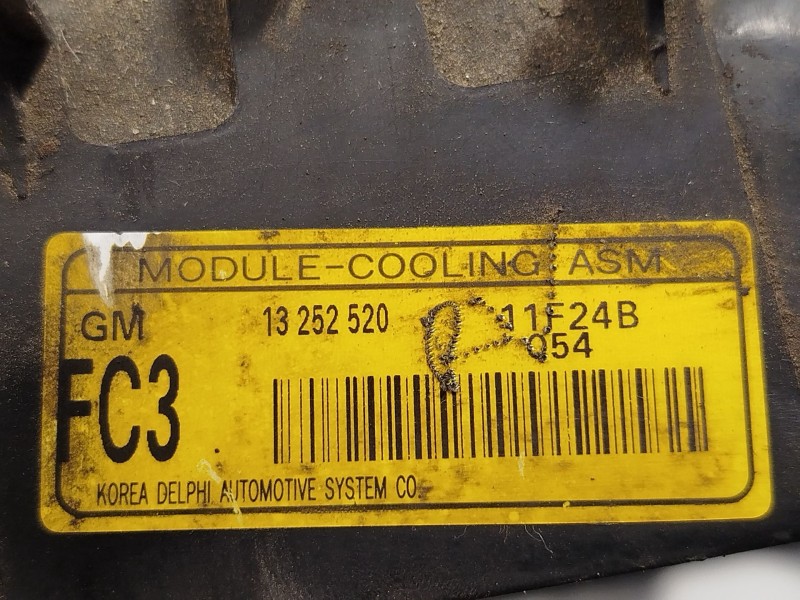 MODULE-COOLING ASM
GM 13 252 520 11F24B
054
FC3
KOREA DELPHI AUTOMOTIVE SYSTEM CO.